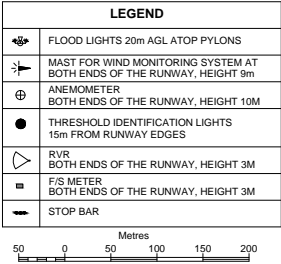 LEGEND
FLOOD LIGHTS 20m AGL ATOP PYLONS
MAST FOR WIND MONITORING SYSTEM AT
BOTH ENDS OF THE RUNWAY, HEIGHT 9m
ANEMOMETER
BOTH ENDS OF THE RUNWAY, HEIGHT 10M
THRESHOLD IDENTIFICATION LIGHTS
15m FROM RUNWAY EDGES
RVR
BOTH ENDS OF THE RUNWAY, HEIGHT 3M
F/S METER
BOTH ENDS OF THE RUNWAY, HEIGHT 3M
STOP BAR
Metres
50 0 50 100 150 200